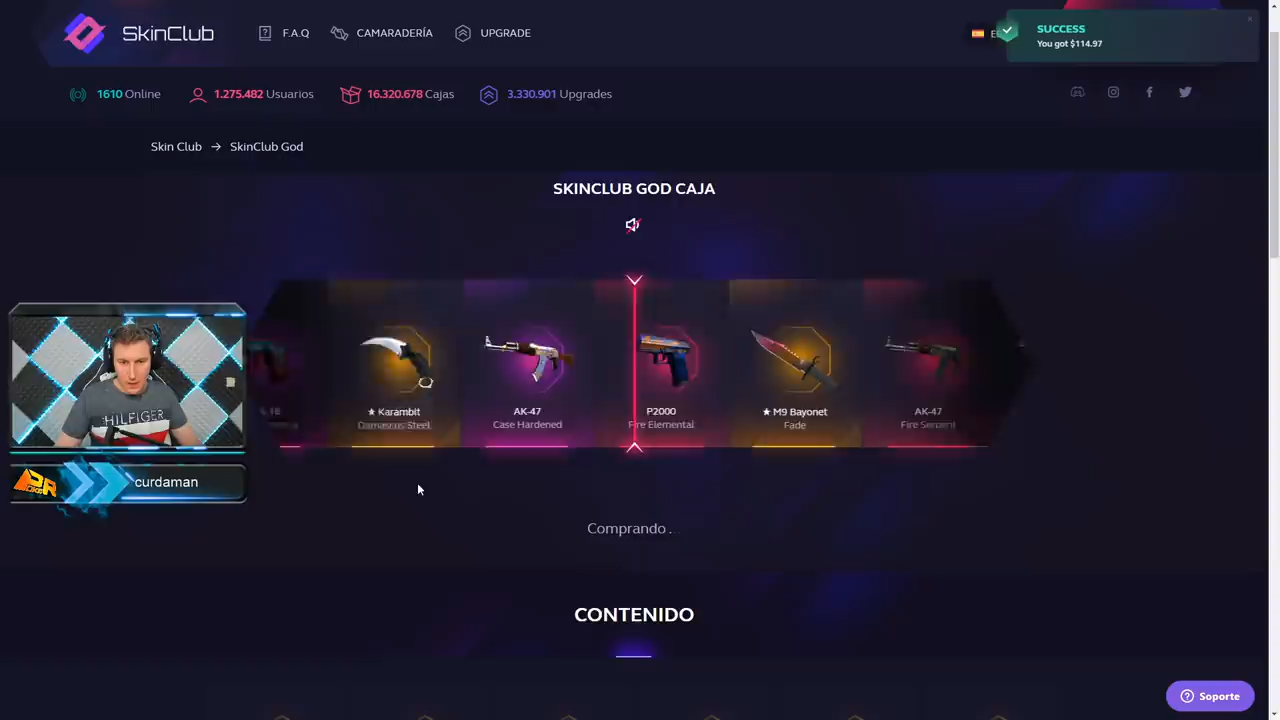 SkinClub
F.A.Q
CAMARADERÍA
UPGRADE
SUCCESS
You got $114.97
1610 Online
1.275.482 Usuarios
16.320.678 Cajas
3.330.901 Upgrades
Skin Club → SkinClub God
SKINCLUB GOD CAJA
★ Karambit
Damascus Steel
AK-47
Case Hardened
P2000
Fire Elemental
★ M9 Bayonet
Fade
AK-47
Fire Serpent
HILFIGER
curdaman
Comprando .
CONTENIDO
Soporte